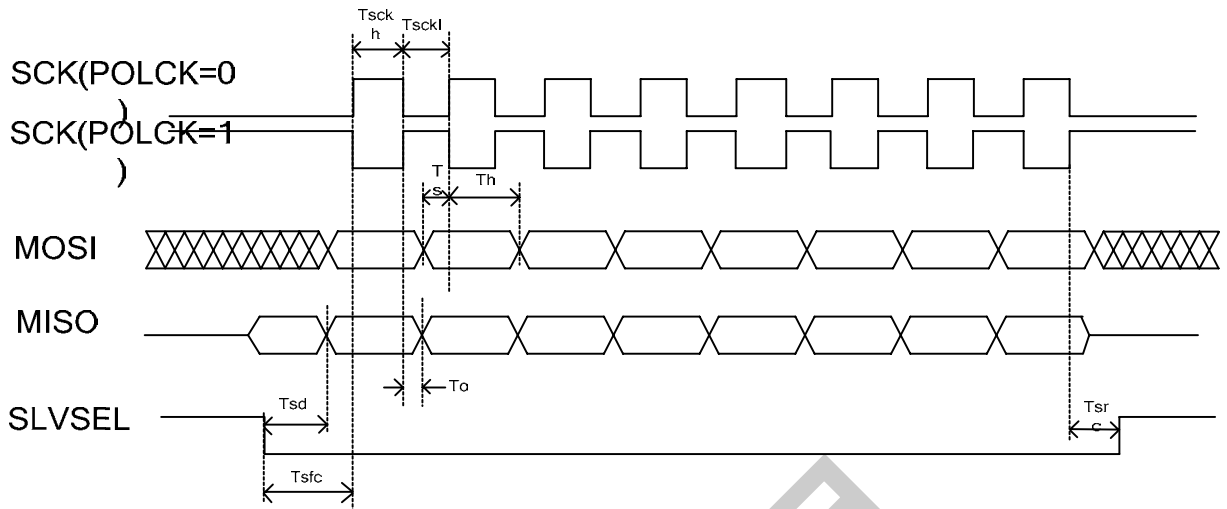 Tsck
h
Tsckl
SCK(POLCK=0
)
SCK(POLCK=1
)
T
s
Th
MOSI
MISO
To
Tsd
SLVSEL
Tsr
c
Tsfc